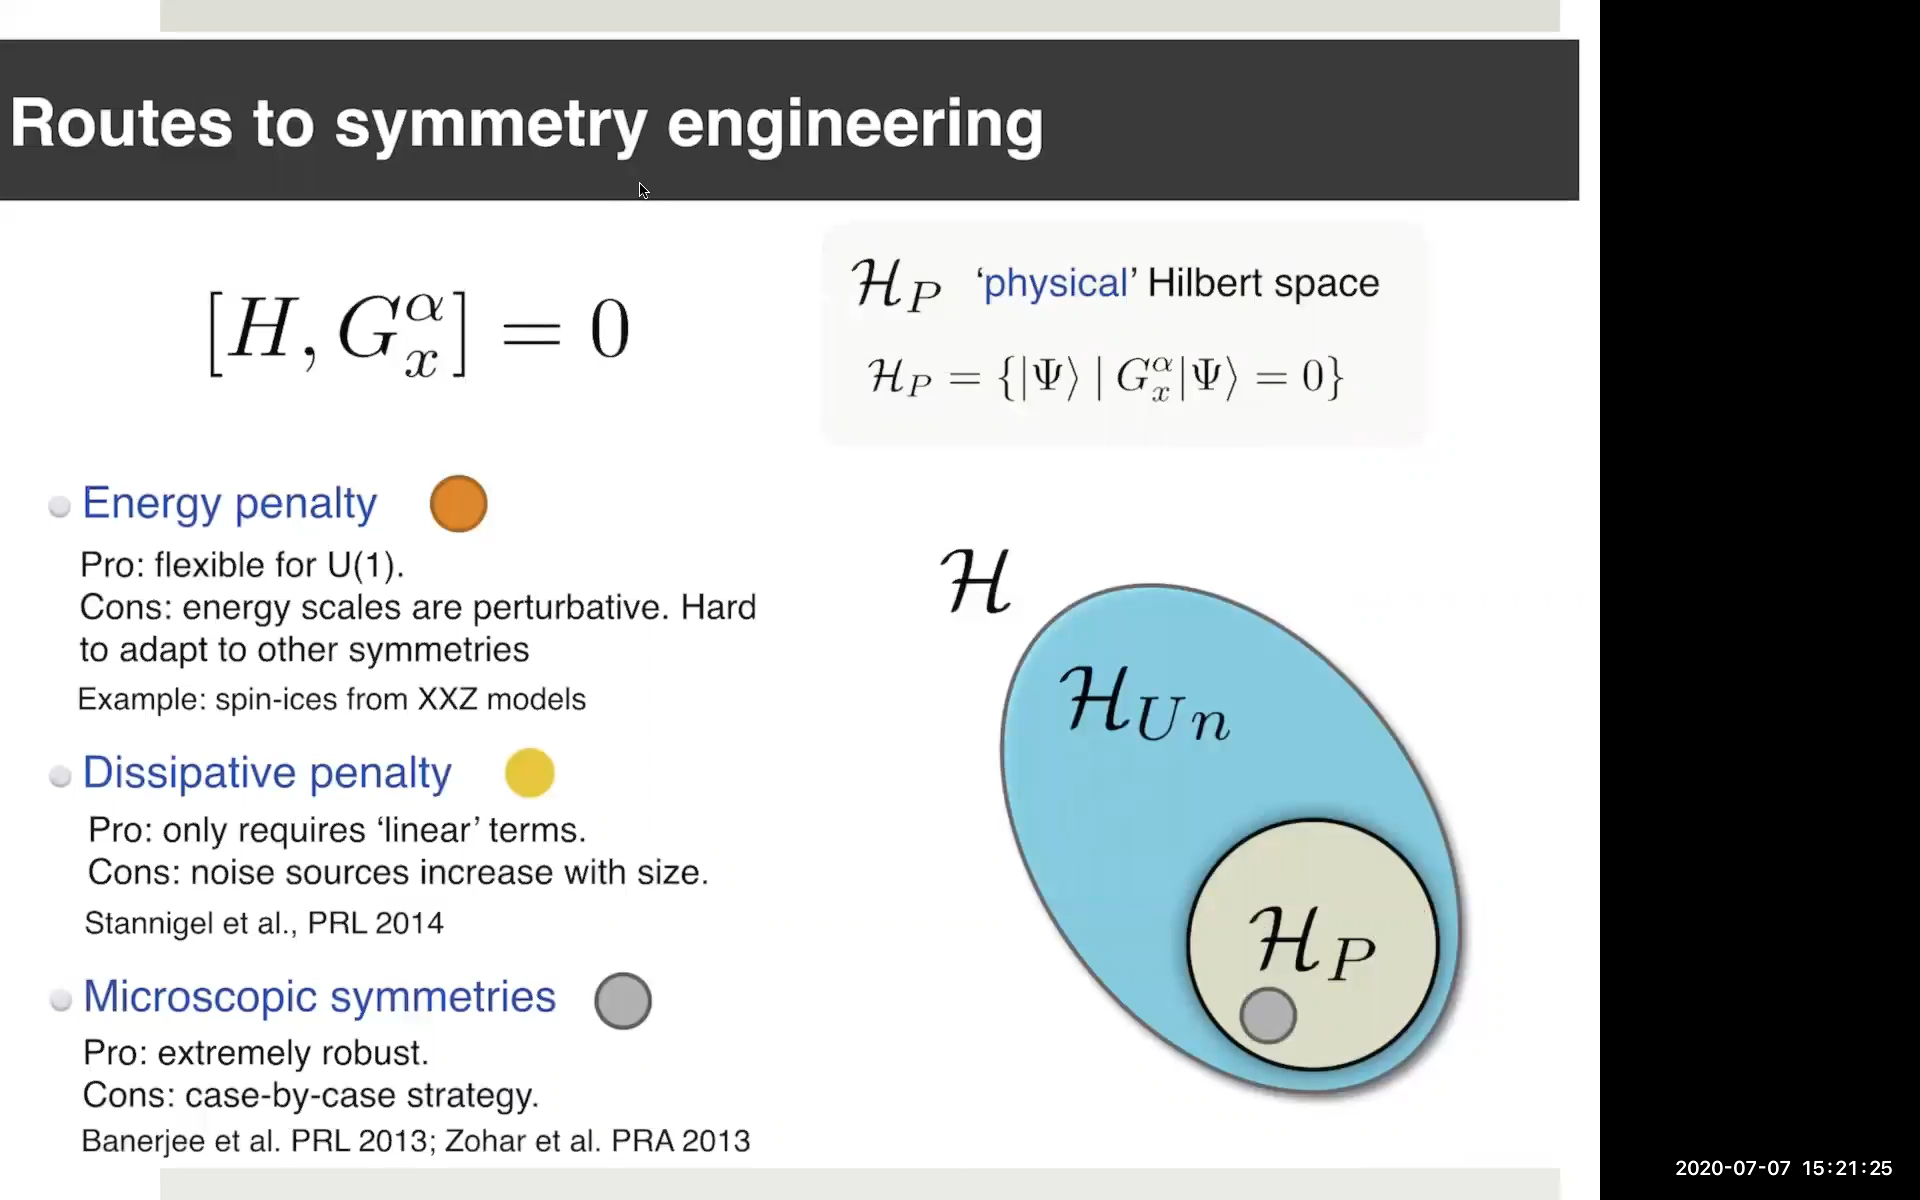 Routes to symmetry engineering
[H, G_x^α] = 0
ℋ_P ‘physical’ Hilbert space
ℋ_P = {|Ψ⟩ | G_x^α|Ψ⟩ = 0}
Energy penalty
Pro: flexible for U(1).
Cons: energy scales are perturbative. Hard
to adapt to other symmetries
Example: spin-ices from XXZ models
Dissipative penalty
Pro: only requires ‘linear’ terms.
Cons: noise sources increase with size.
Stannigel et al., PRL 2014
Microscopic symmetries
Pro: extremely robust.
Cons: case-by-case strategy.
Banerjee et al. PRL 2013; Zohar et al. PRA 2013
ℋ
ℋ_Un
ℋ_P
2020-07-07 15:21:25